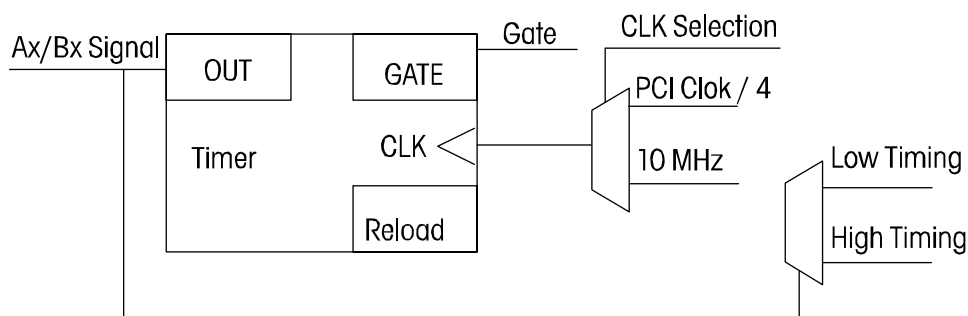 Ax/Bx Signal
OUT
GATE
Gate
CLK Selection
PCI Clok / 4
Timer
CLK
10 MHz
Low Timing
Reload
High Timing